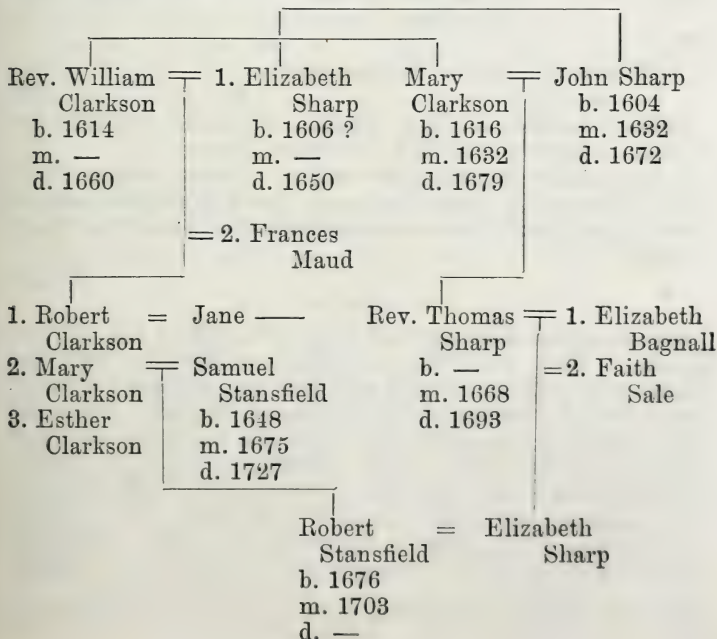 Rev. William = 1. Elizabeth Mary = John Sharp
Clarkson Sharp Clarkson b. 1604
b. 1614 b. 1606 ? b. 1616 m. 1632
m. — m. — m. 1632 d. 1672
d. 1660 d. 1650 d. 1679
= 2. Frances
Maud
1. Robert = Jane —— Rev. Thomas = 1. Elizabeth
Clarkson Sharp Bagnall
2. Mary = Samuel b. — = 2. Faith
Clarkson Stansfield m. 1668 Sale
3. Esther b. 1648 d. 1693
Clarkson m. 1675
d. 1727
Robert = Elizabeth
Stansfield Sharp
b. 1676
m. 1703
d. —